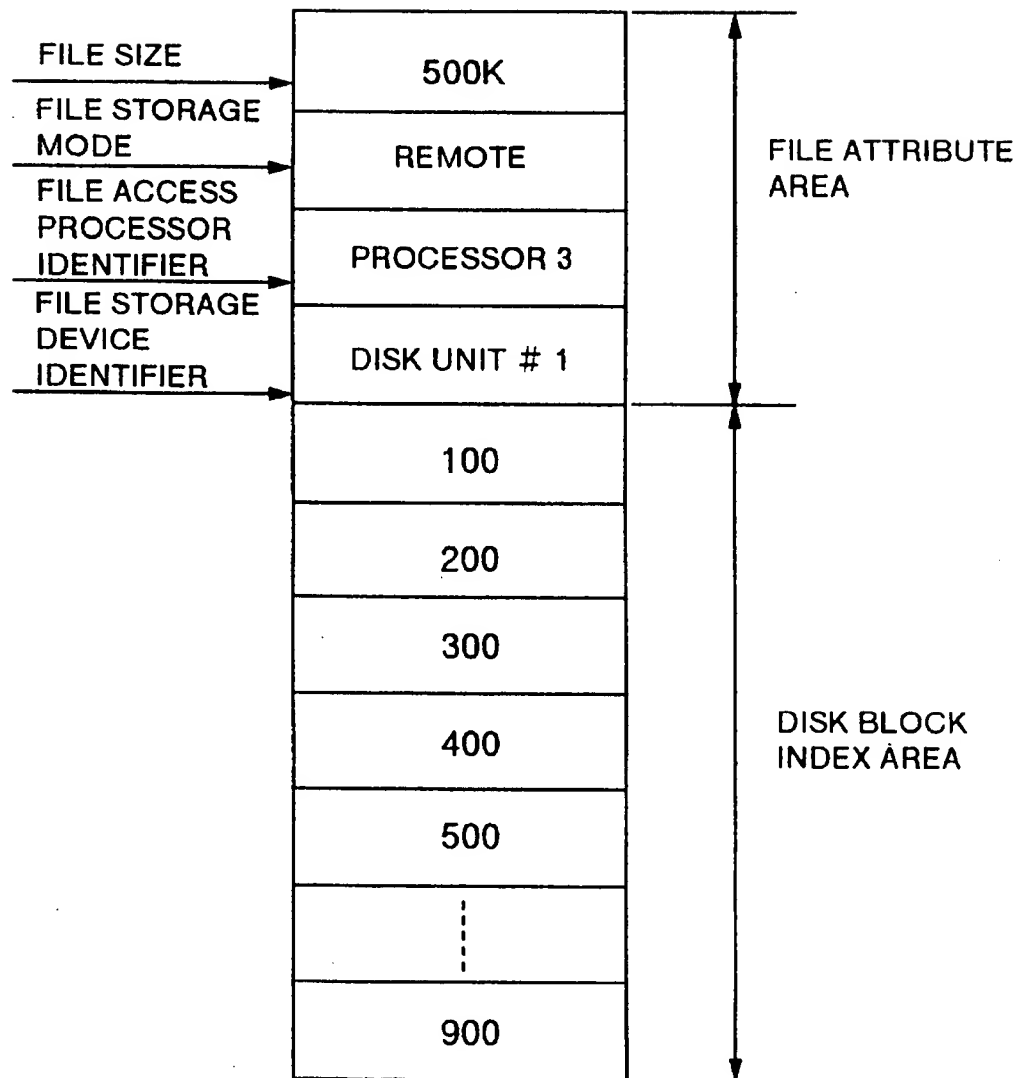 FILE SIZE
500K
FILE STORAGE
MODE
REMOTE
FILE ATTRIBUTE
AREA
FILE ACCESS
PROCESSOR
IDENTIFIER
PROCESSOR 3
FILE STORAGE
DEVICE
IDENTIFIER
DISK UNIT # 1
100
200
300
400
DISK BLOCK
INDEX AREA
500
900